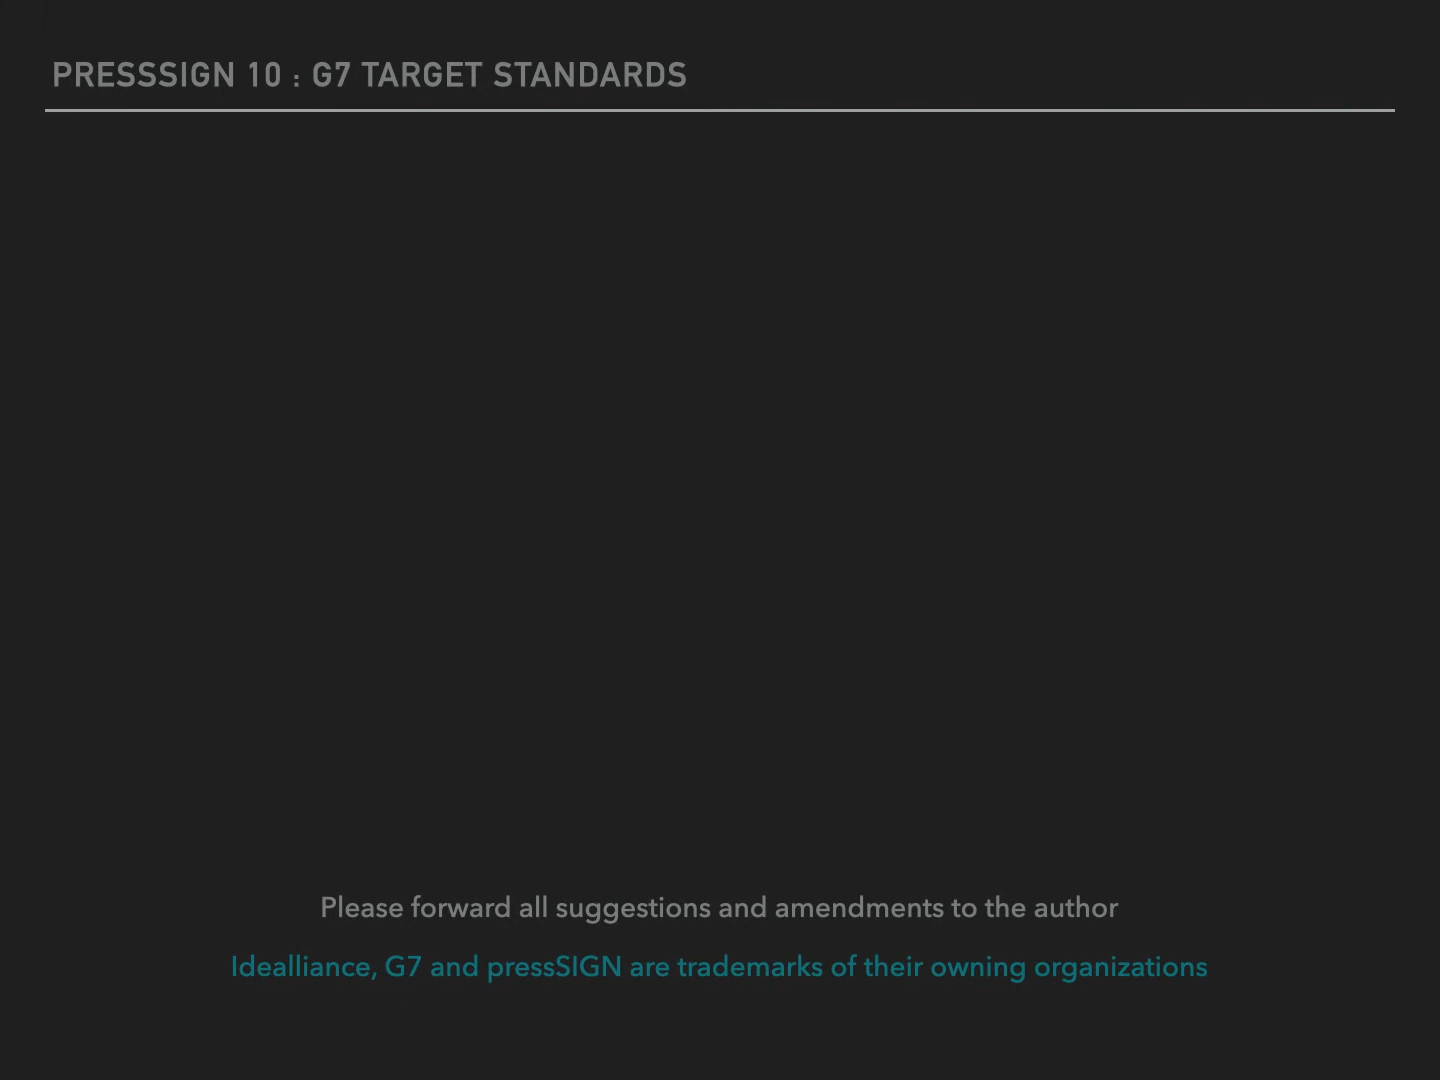 PRESSSIGN 10 : G7 TARGET STANDARDS
Please forward all suggestions and amendments to the author
Idealliance, G7 and pressSIGN are trademarks of their owning organizations